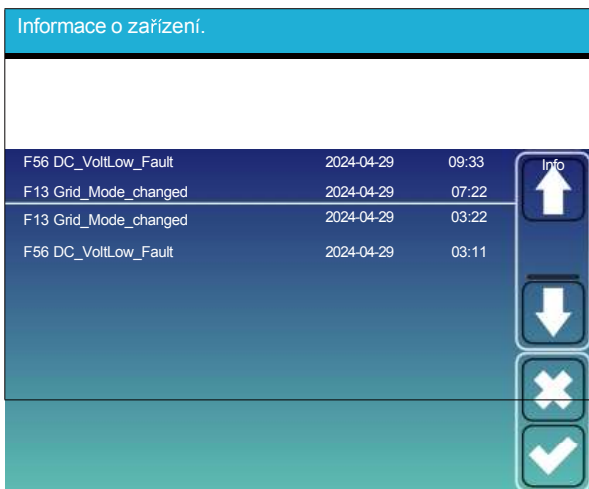 Informace o zařízení.
F56 DC_VoltLow_Fault 2024-04-29 09:33
Info
F13 Grid_Mode_changed 2024-04-29 07:22
F13 Grid_Mode_changed 2024-04-29 03:22
F56 DC_VoltLow_Fault 2024-04-29 03:11